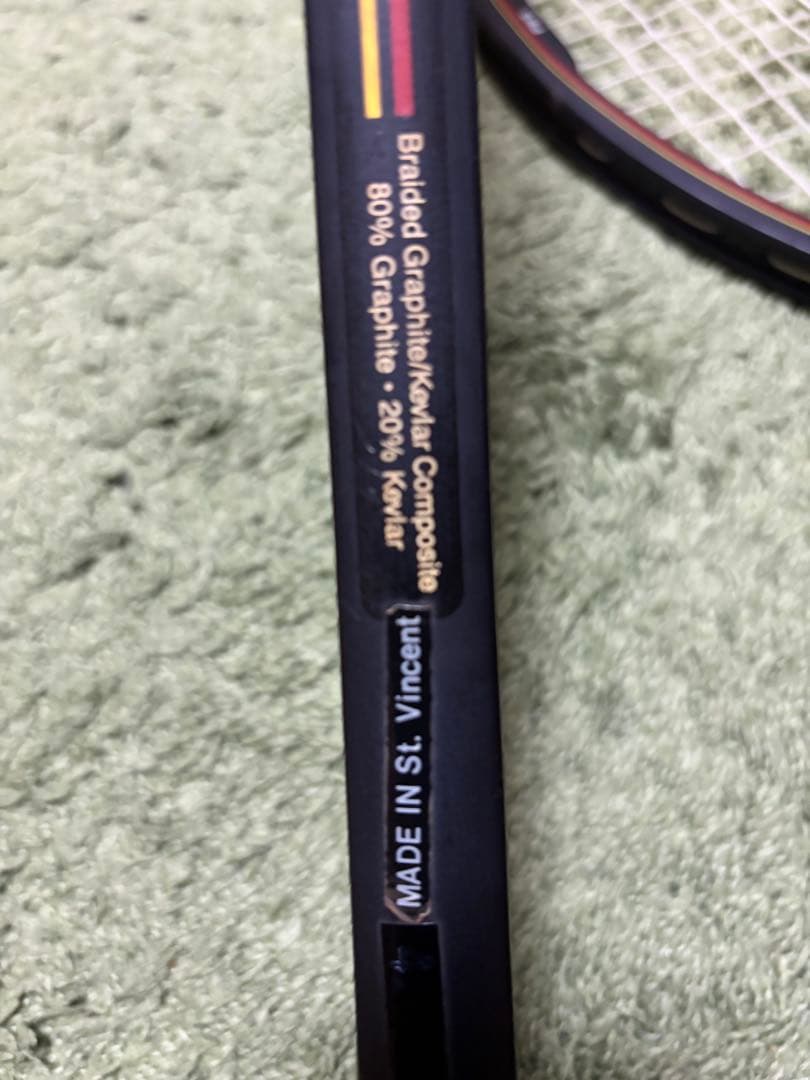 Braided Graphite/Kevlar Composite
80% Graphite • 20% Kevlar
MADE IN St. Vincent